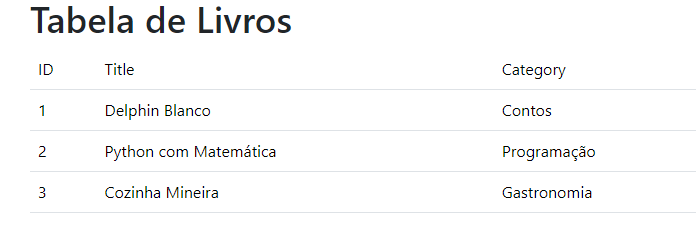 Tabela de Livros
ID Title Category
1 Delphin Blanco Contos
2 Python com Matemática Programação
3 Cozinha Mineira Gastronomia